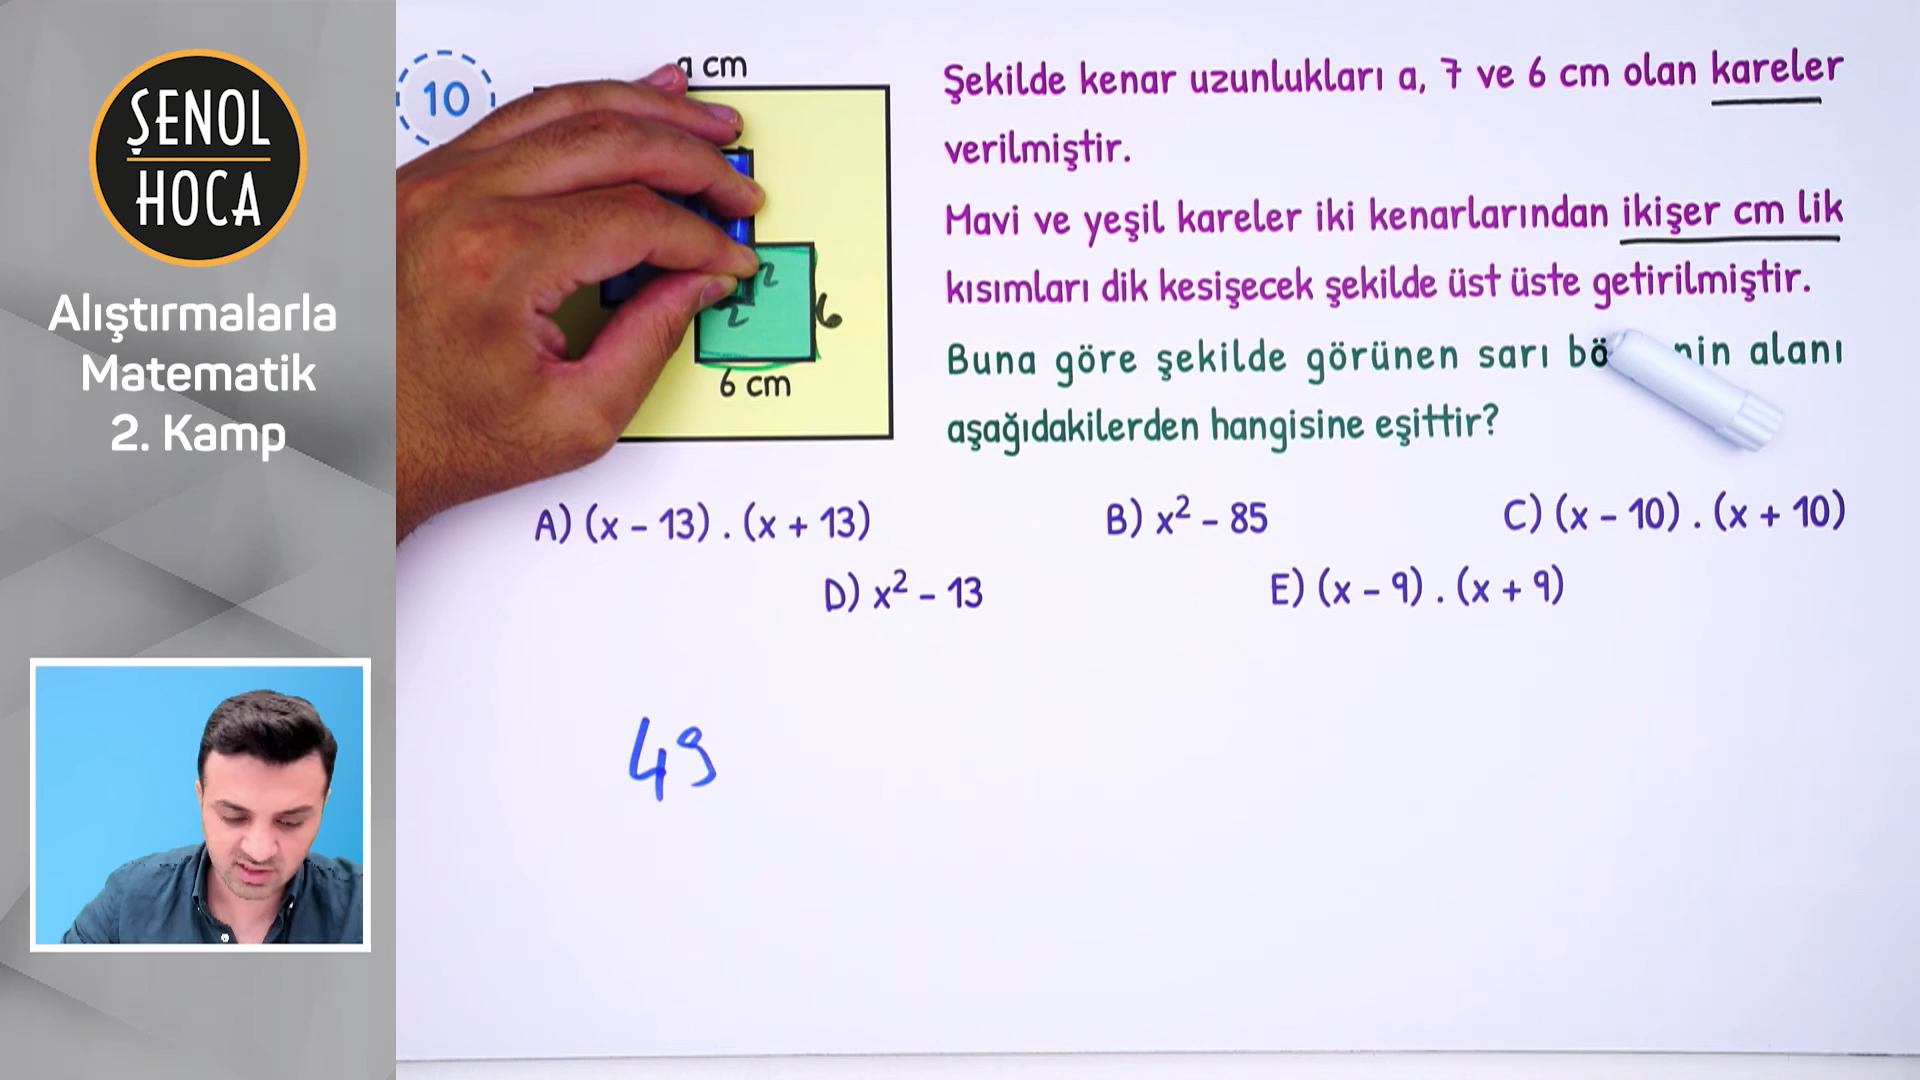 ŞENOL
HOCA
Alıştırmalarla
Matematik
2. Kamp
10
a cm
2
2
6
6 cm
Şekilde kenar uzunlukları a, 7 ve 6 cm olan kareler
verilmiştir.
Mavi ve yeşil kareler iki kenarlarından ikişer cm lik
kısımları dik kesişecek şekilde üst üste getirilmiştir.
Buna göre şekilde görünen sarı alanı
aşağıdakilerden hangisine eşittir?
A) (x - 13) . (x + 13)
B) x² - 85
C) (x - 10) . (x + 10)
D) x² - 13
E) (x - 9) . (x + 9)
49